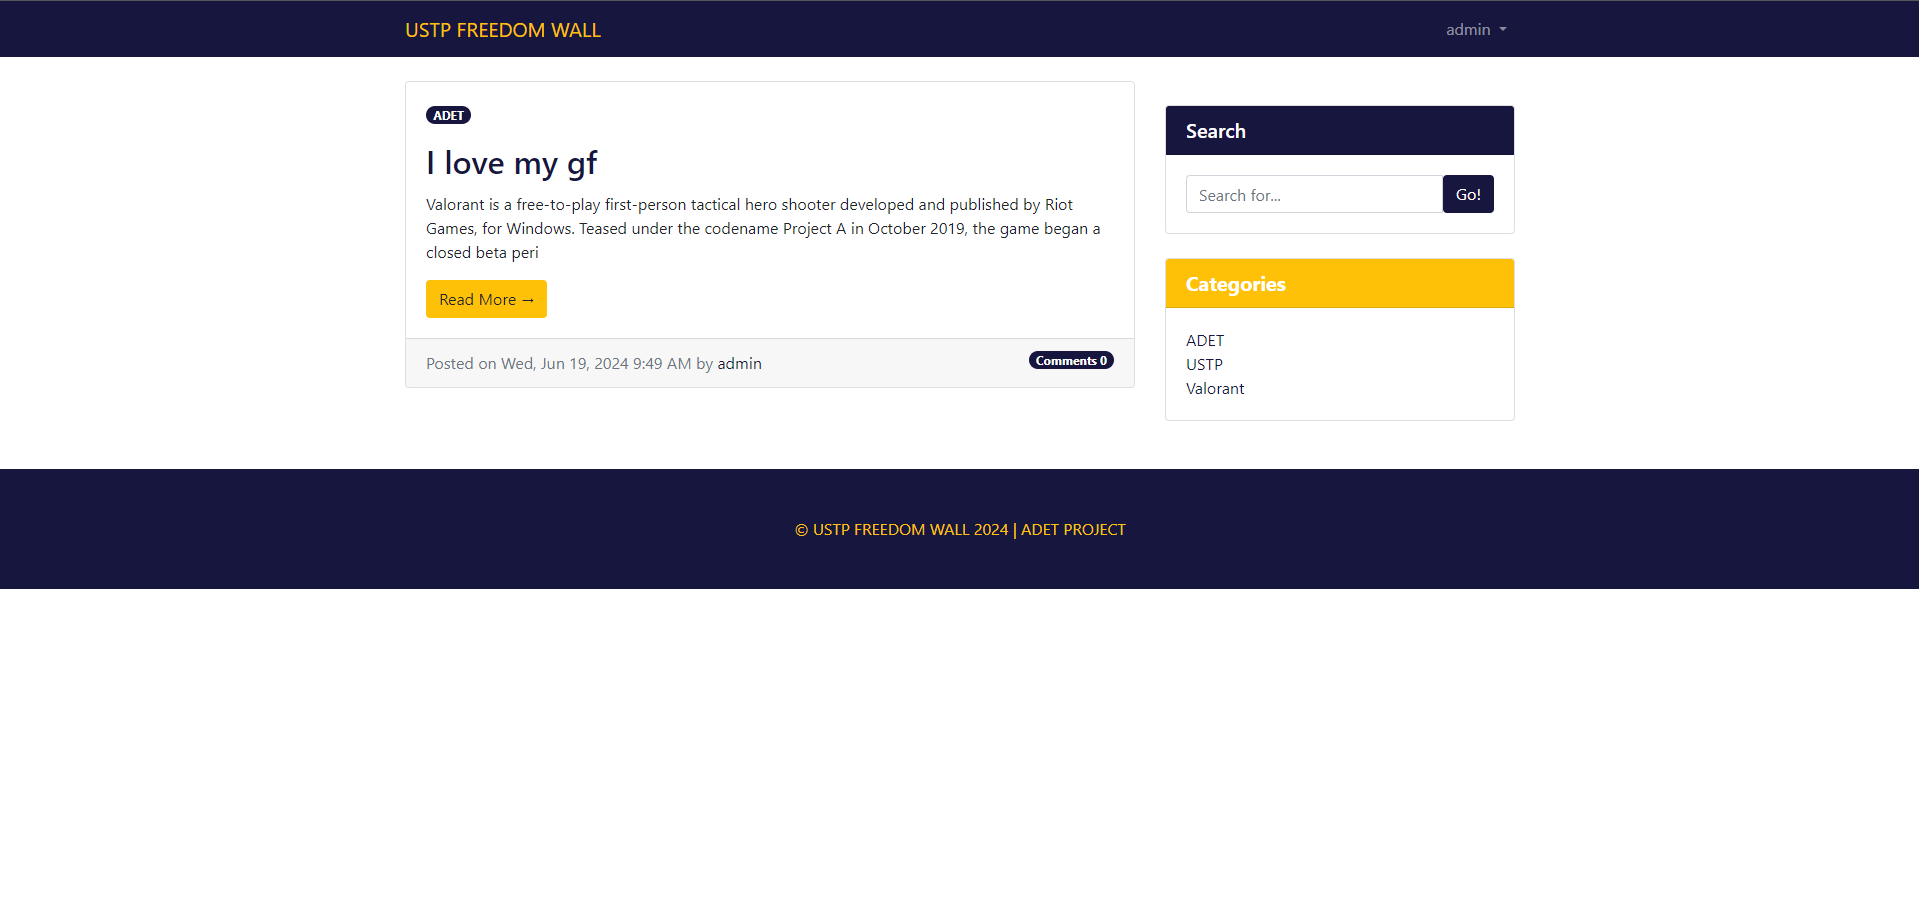 USTP FREEDOM WALL
admin
ADET
I love my gf
Valorant is a free-to-play first-person tactical hero shooter developed and published by Riot
Games, for Windows. Teased under the codename Project A in October 2019, the game began a
closed beta peri
Read More →
Posted on Wed, Jun 19, 2024 9:49 AM by admin
Comments 0
Search
Search for...
Go!
Categories
ADET
USTP
Valorant
© USTP FREEDOM WALL 2024 | ADET PROJECT